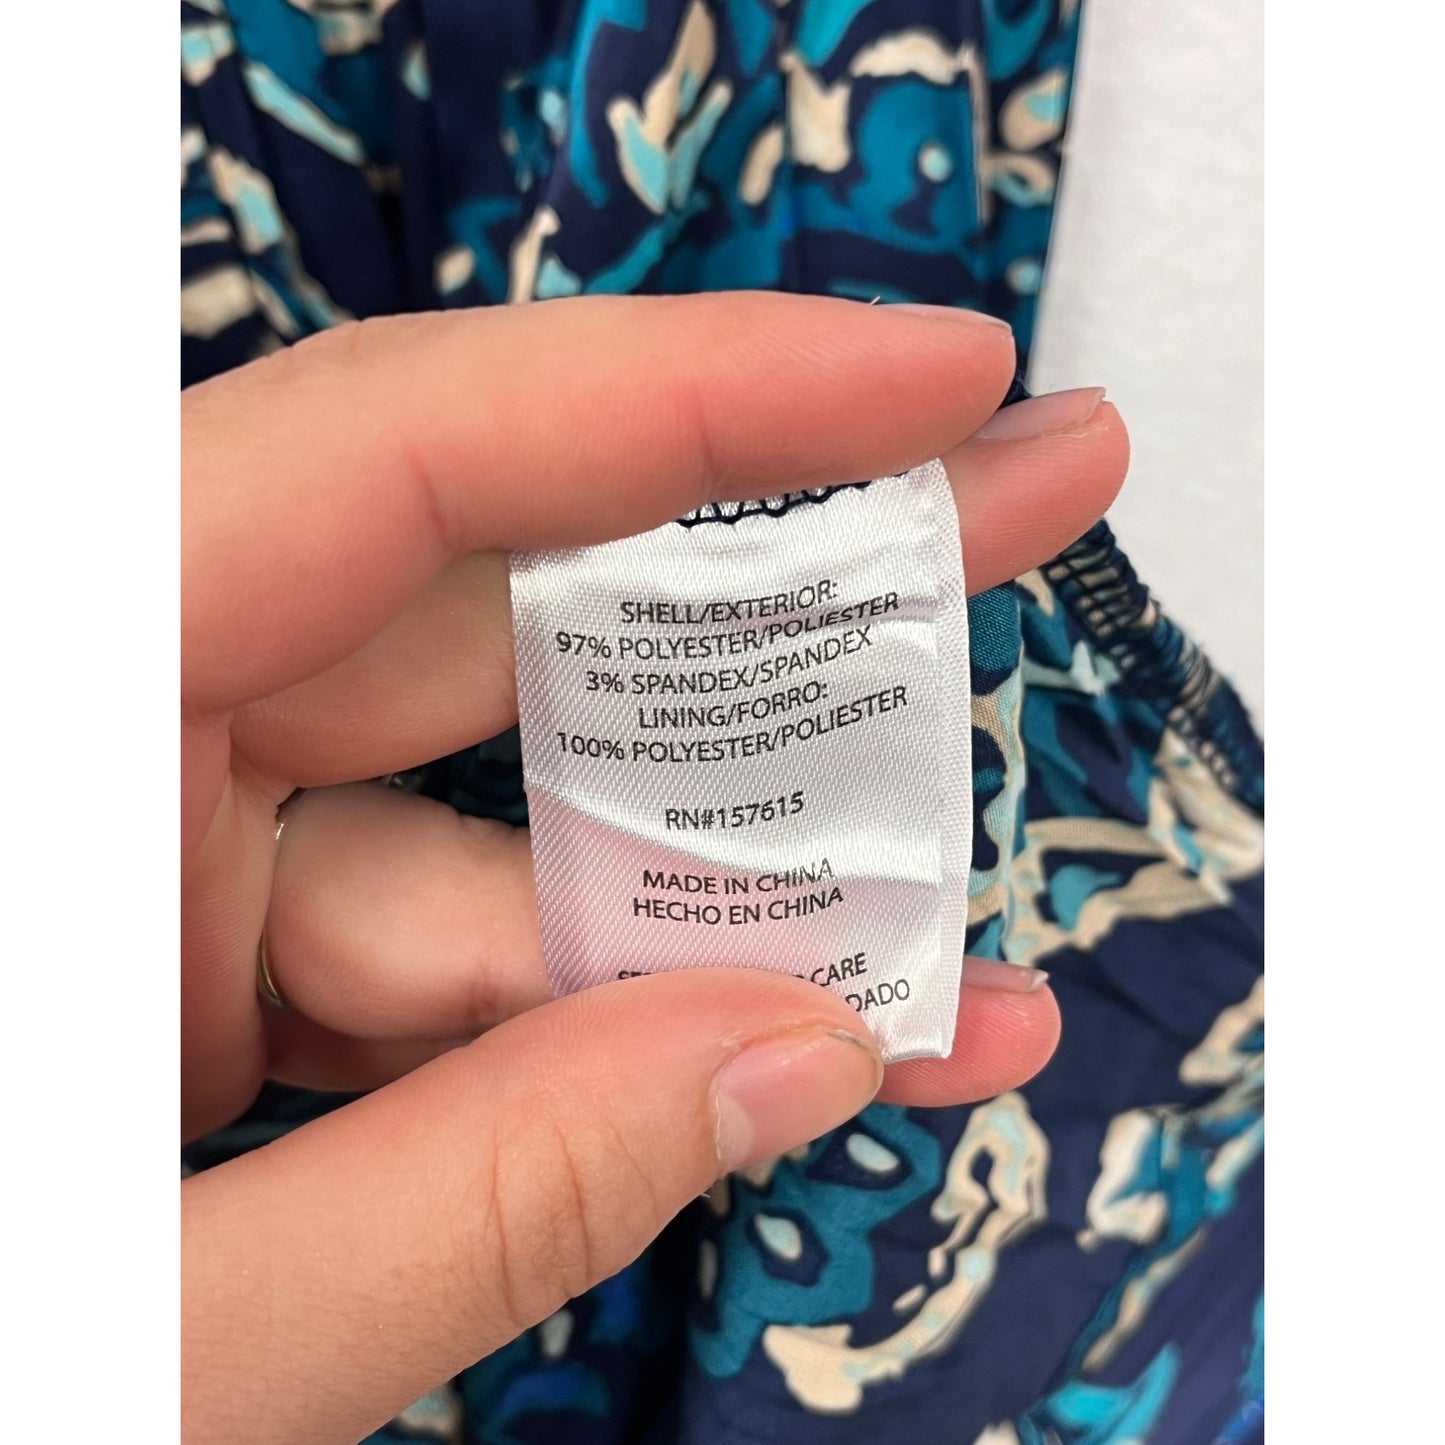 SHELL/EXTERIOR:
97% POLYESTER/POLIESTER
3% SPANDEX/SPANDEX
LINING/FORRO:
100% POLYESTER/POLIESTER
RN#157615
MADE IN CHINA
HECHO EN CHINA
CARE